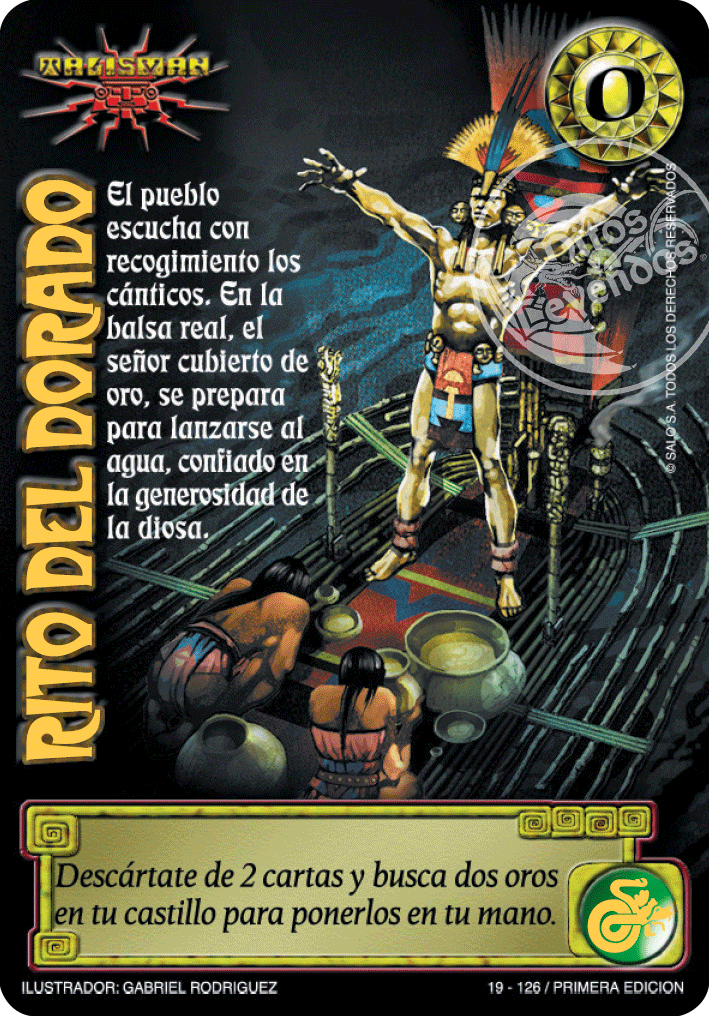 TALISMAN
0
RITO DEL DORADO
El pueblo
escucha con
recogimiento los
cánticos. En la
balsa real, el
señor cubierto de
oro, se prepara
para lanzarse al
agua, confiado en
la generosidad de
la diosa.
Mitos
Leyendas®
© SALO S.A. TODOS LOS DERECHOS RESERVADOS
Descártate de 2 cartas y busca dos oros
en tu castillo para ponerlos en tu mano.
ILUSTRADOR: GABRIEL RODRIGUEZ
19 - 126 / PRIMERA EDICION